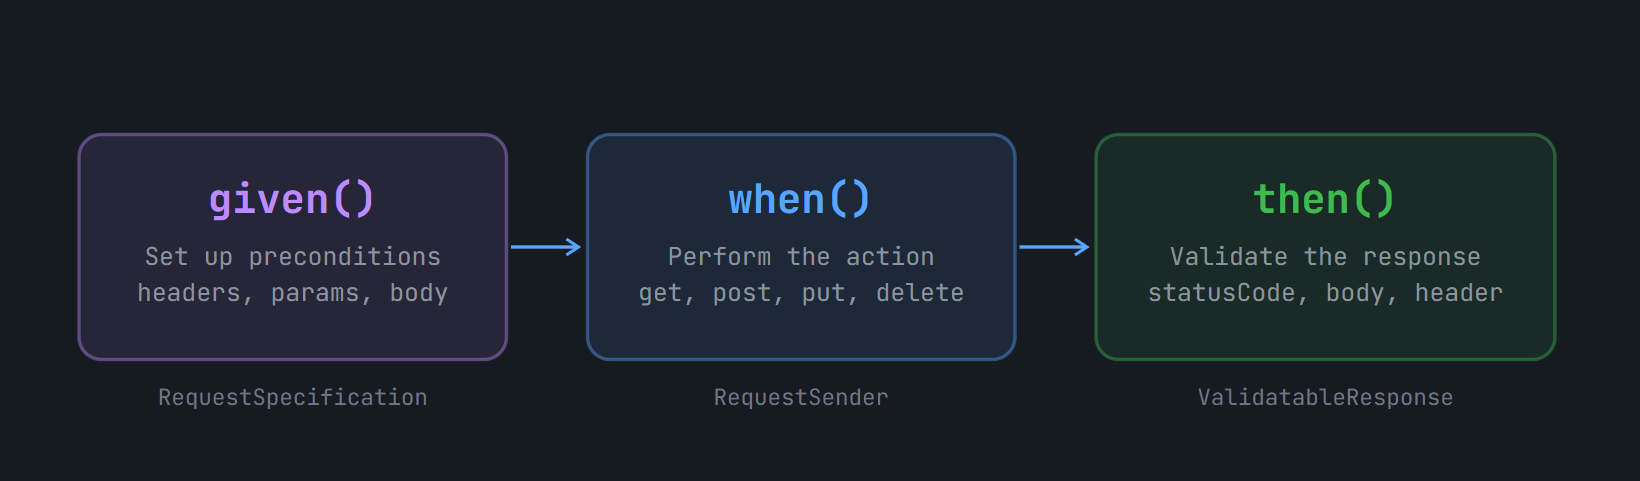 given()
Set up preconditions
headers, params, body
RequestSpecification
when()
Perform the action
get, post, put, delete
RequestSender
then()
Validate the response
statusCode, body, header
ValidatableResponse